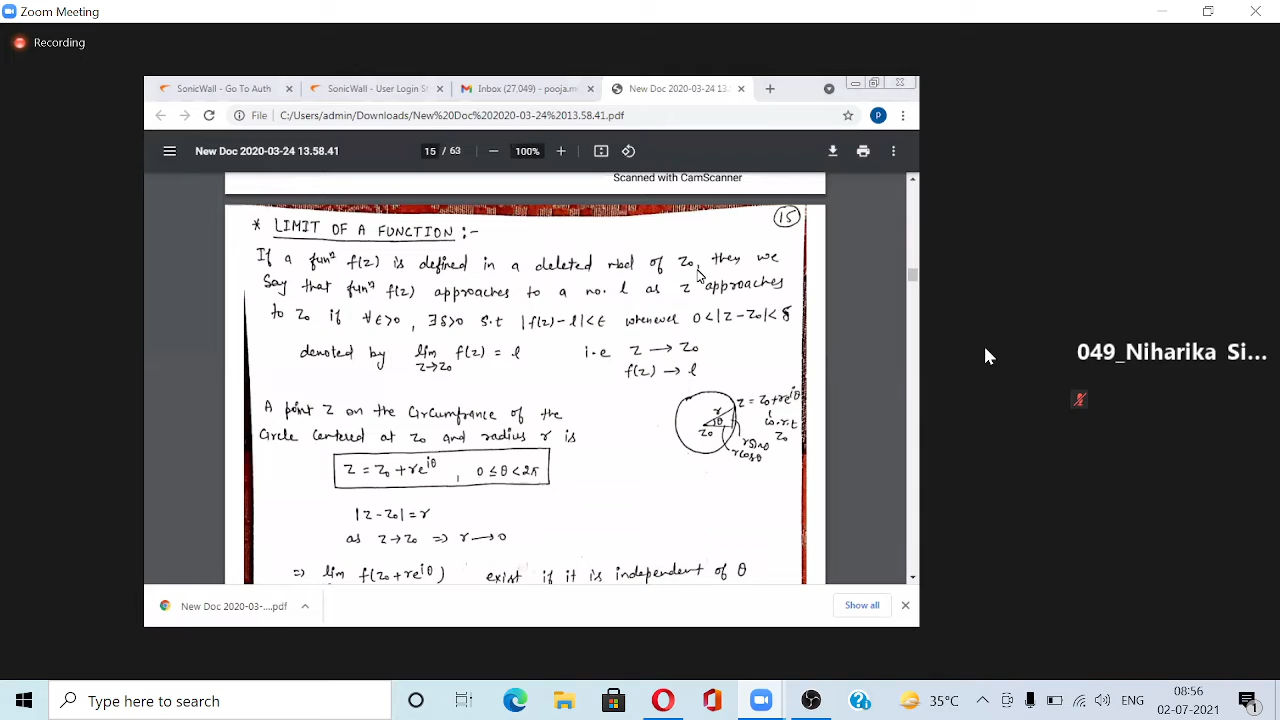 Zoom Meeting
Recording
SonicWall - Go To Auth
SonicWall - User Login S
Inbox (27,049) - pooja.m
New Doc 2020-03-24 13.
File C:/Users/admin/Downloads/New%20Doc%202020-03-24%2013.58.41.pdf
P
New Doc 2020-03-24 13.58.41
15 / 63
100%
Scanned with CamScanner
15
* LIMIT OF A FUNCTION :-
If a funⁿ f(z) is defined in a deleted nbd of z₀, then we
Say that funⁿ f(z) approaches to a no. l as z approaches
to z₀ if ∀ε>0, ∃δ>0 s.t |f(z)-l|<ε whenever 0<|z-z₀|<δ
denoted by lim f(z) = l i.e z → z₀
z→z₀ f(z) → l
A point z on the Circumfrance of the
Circle Centered at z₀ and radius r is
z = z₀ + re^{iθ}, 0 ≤ θ < 2π
z = z₀+re^{iθ}
r
θ
w.r.t
z₀
z₀
r sinθ
r cosθ
|z-z₀| = r
as z→z₀ ⇒ r→0
⇒ lim f(z₀+re^{iθ}) exist if it is independent of θ
049_Niharika Si...
New Doc 2020-03-....pdf
Show all
Type here to search
35°C
ENG
08:56
02-07-2021
1